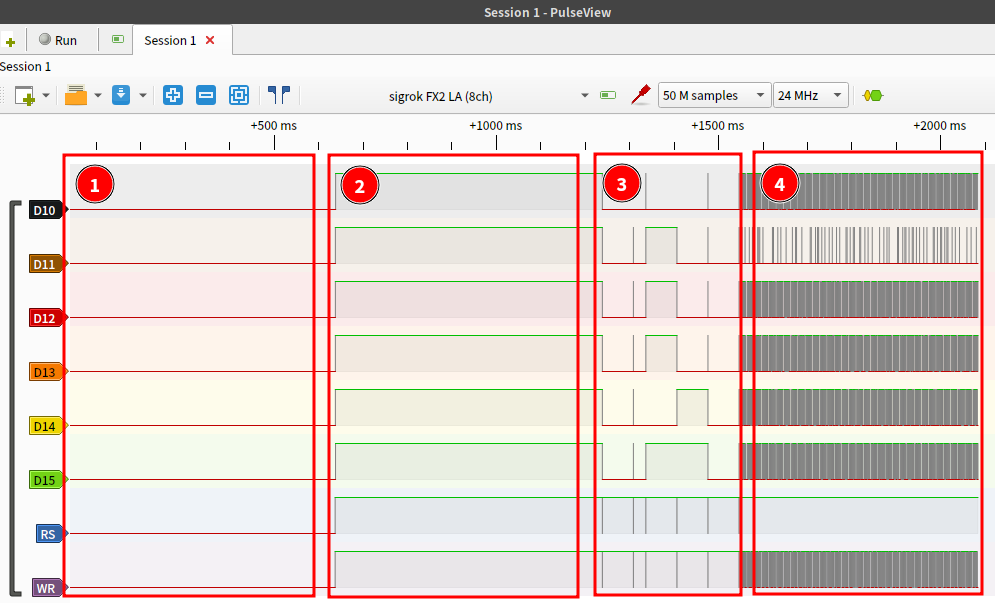 Session 1 - PulseView
Run
Session 1
Session 1
sigrok FX2 LA (8ch)
50 M samples
24 MHz
+500 ms
+1000 ms
+1500 ms
+2000 ms
1
2
3
4
D10
D11
D12
D13
D14
D15
RS
WR